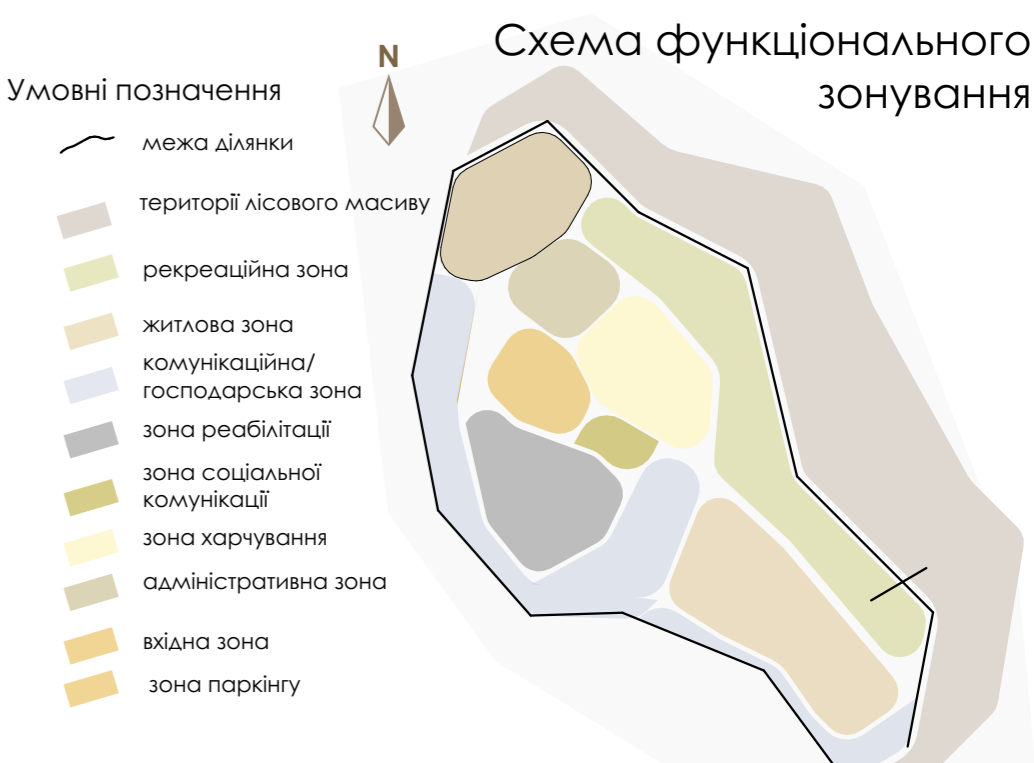 Схема функціонального
зонування
N
Умовні позначення
межа ділянки
території лісового масиву
рекреаційна зона
житлова зона
комунікаційна/
господарська зона
зона реабілітації
зона соціальної
комунікації
зона харчування
адміністративна зона
вхідна зона
зона паркінгу